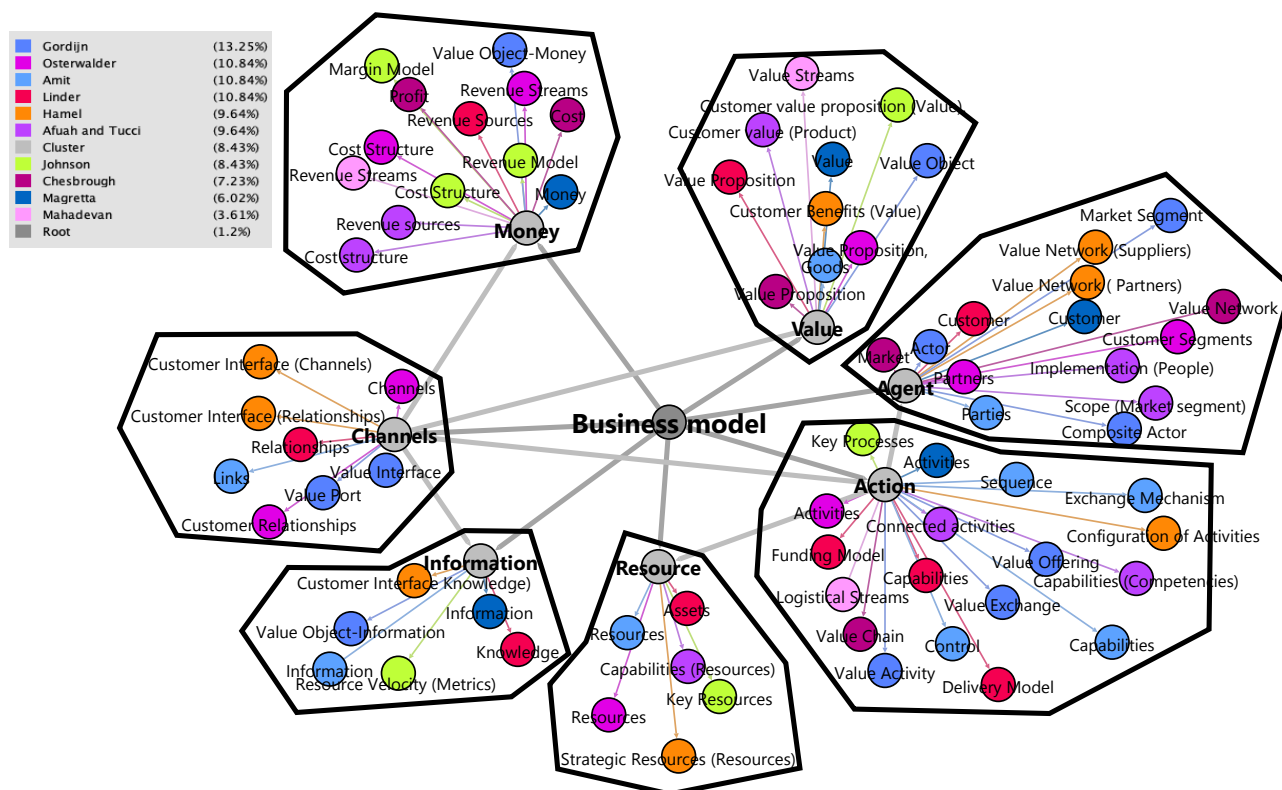 Gordijn (13.25%)
Osterwalder (10.84%)
Amit (10.84%)
Linder (10.84%)
Hamel (9.64%)
Afuah and Tucci (9.64%)
Cluster (8.43%)
Johnson (8.43%)
Chesbrough (7.23%)
Magretta (6.02%)
Mahadevan (3.61%)
Root (1.2%)
Value Object-Money
Margin Model
Profit
Revenue Streams
Revenue Sources
Cost
Cost Structure
Revenue Model
Revenue Streams
Cost Structure
Money
Revenue sources
Money
Cost structure
Value Streams
Customer value proposition (Value),
Customer value (Product)
Value
Value Object
Value Proposition
Customer Benefits (Value)
Value Proposition,
Goods
Value Proposition
Value
Market Segment
Value Network (Suppliers)
Value Network ( Partners)
Value Network
Customer
Customer
Customer Segments
Actor
Market
Implementation (People)
Partners
Agent
Scope (Market segment)
Parties
Composite Actor
Business model
Customer Interface (Channels)
Channels
Customer Interface (Relationships)
Channels
Relationships
Value Interface
Links
Value Port
Customer Relationships
Key Processes
Activities
Sequence
Action
Exchange Mechanism
Activities
Connected activities
Configuration of Activities
Funding Model
Value Offering
Capabilities
Capabilities (Competencies)
Logistical Streams
Value Exchange
Value Chain
Control
Capabilities
Value Activity
Delivery Model
Information
Customer Interface Knowledge)
Information
Value Object-Information
Knowledge
Information
Resource Velocity (Metrics)
Resource
Assets
Resources
Capabilities (Resources)
Key Resources
Resources
Strategic Resources (Resources)